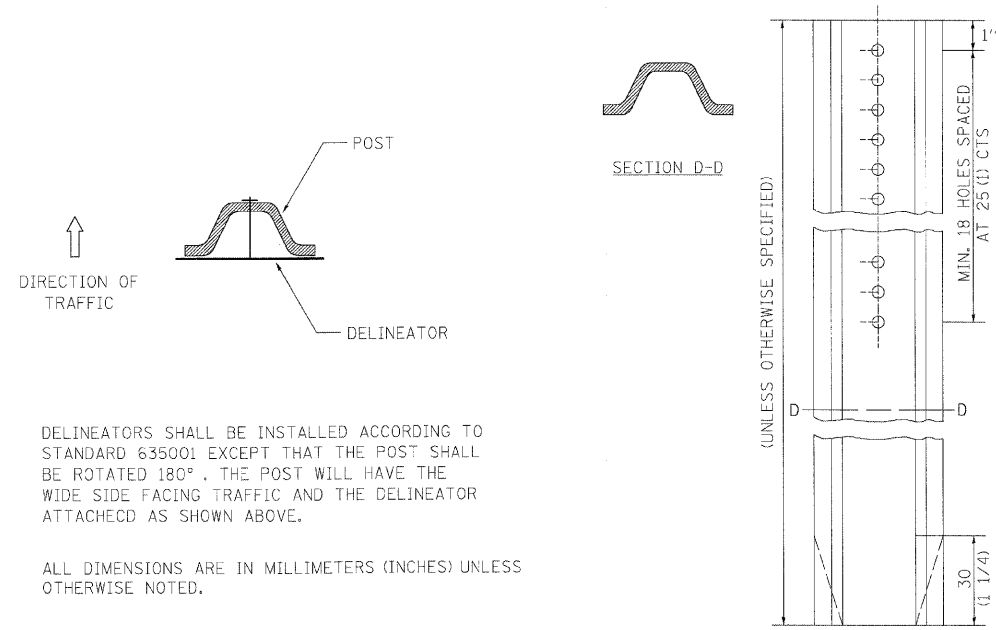 POST
DIRECTION OF
TRAFFIC
DELINEATOR
DELINEATORS SHALL BE INSTALLED ACCORDING TO
STANDARD 635001 EXCEPT THAT THE POST SHALL
BE ROTATED 180°. THE POST WILL HAVE THE
WIDE SIDE FACING TRAFFIC AND THE DELINEATOR
ATTACHECD AS SHOWN ABOVE.
ALL DIMENSIONS ARE IN MILLIMETERS (INCHES) UNLESS
OTHERWISE NOTED.
SECTION D-D
(UNLESS OTHERWISE SPECIFIED)
1"
MIN. 18 HOLES SPACED
AT 25 (1) CTS
D
D
30
(1 1/4)